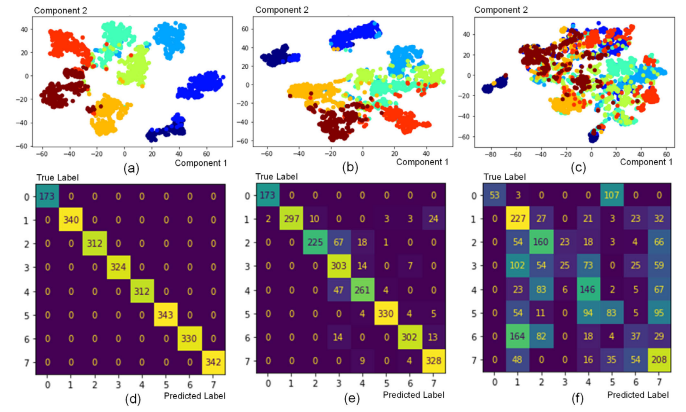 Component 2
40
20
0
-20
-40
-60
-60 -40 -20 0 20 40 60
Component 1
(a)
Component 2
40
20
0
-20
-40
-60
-60 -40 -20 0 20 40 60
Component 1
(b)
Component 2
60
40
20
0
-20
-40
-60
-80 -60 -40 -20 0 20 40 60
Component 1
(c)
True Label
0 173 0 0 0 0 0 0 0
1 0 340 0 0 0 0 0 0
2 0 0 312 0 0 0 0 0
3 0 0 0 324 0 0 0 0
4 0 0 0 0 312 0 0 0
5 0 0 0 0 0 343 0 0
6 0 0 0 0 0 0 330 0
7 0 0 0 0 0 0 0 342
0 1 2 3 4 5 6 7
Predicted Label
(d)
True Label
0 173 0 0 0 0 0 0 0
1 2 297 10 0 0 3 3 24
2 0 0 225 67 18 1 0 0
3 0 0 0 303 14 0 7 0
4 0 0 0 47 261 4 0 0
5 0 0 0 0 4 330 4 5
6 0 0 0 14 0 0 302 13
7 0 0 0 0 9 0 4 328
0 1 2 3 4 5 6 7
Predicted Label
(e)
True Label
0 53 3 0 0 0 107 0 0
1 0 227 27 0 21 3 23 32
2 0 54 160 23 18 3 4 66
3 0 102 54 25 73 0 25 59
4 0 23 83 6 146 2 5 67
5 0 54 11 0 94 83 5 95
6 0 164 82 0 18 4 37 29
7 0 48 0 0 16 35 54 208
0 1 2 3 4 5 6 7
Predicted Label
(f)